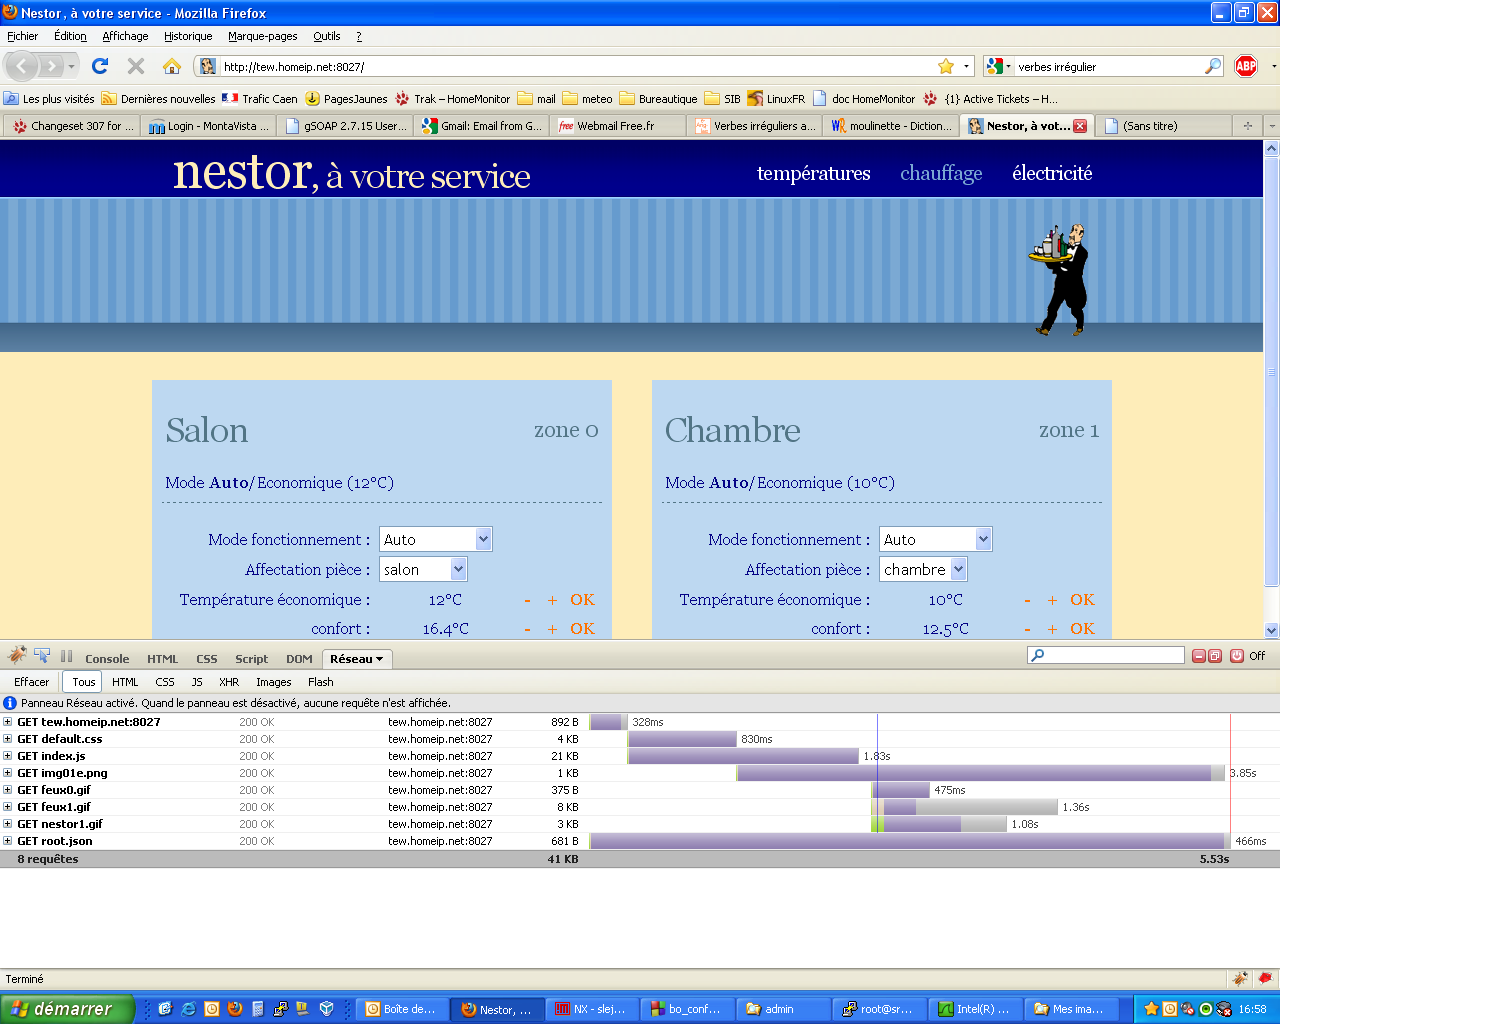 Nestor, à votre service - Mozilla Firefox
Fichier Édition Affichage Historique Marque-pages Outils ?
http://tew.homeip.net:8027/ verbes irrégulier ABP
Les plus visités Dernières nouvelles Trafic Caen PagesJaunes Trak – HomeMonitor mail meteo Bureautique SIB LinuxFR doc HomeMonitor {1} Active Tickets – H...
Changeset 307 for ... Login - MontaVista ... gSOAP 2.7.15 User... Gmail: Email from G... free Webmail Free.fr Verbes irréguliers a... WR moulinette - Diction... Nestor, à vot... (Sans titre)
nestor, à votre service températures chauffage électricité
Salon zone 0 Chambre zone 1
Mode Auto/Economique (12°C) Mode Auto/Economique (10°C)
Mode fonctionnement : Auto Mode fonctionnement : Auto
Affectation pièce : salon Affectation pièce : chambre
Température économique : 12°C - + OK Température économique : 10°C - + OK
confort : 16.4°C - + OK confort : 12.5°C - + OK
Console HTML CSS Script DOM Réseau Off
Effacer Tous HTML CSS JS XHR Images Flash
Panneau Réseau activé. Quand le panneau est désactivé, aucune requête n'est affichée.
GET tew.homeip.net:8027 200 OK tew.homeip.net:8027 892 B 328ms
GET default.css 200 OK tew.homeip.net:8027 4 KB 830ms
GET index.js 200 OK tew.homeip.net:8027 21 KB 1.83s
GET img01e.png 200 OK tew.homeip.net:8027 1 KB 3.85s
GET feux0.gif 200 OK tew.homeip.net:8027 375 B 475ms
GET feux1.gif 200 OK tew.homeip.net:8027 8 KB 1.36s
GET nestor1.gif 200 OK tew.homeip.net:8027 3 KB 1.08s
GET root.json 200 OK tew.homeip.net:8027 681 B 466ms
8 requêtes 41 KB 5.53s
Terminé
démarrer Boîte de... Nestor, ... NX - slej... bo_conf... admin root@sr... Intel(R) ... Mes ima... 16:58